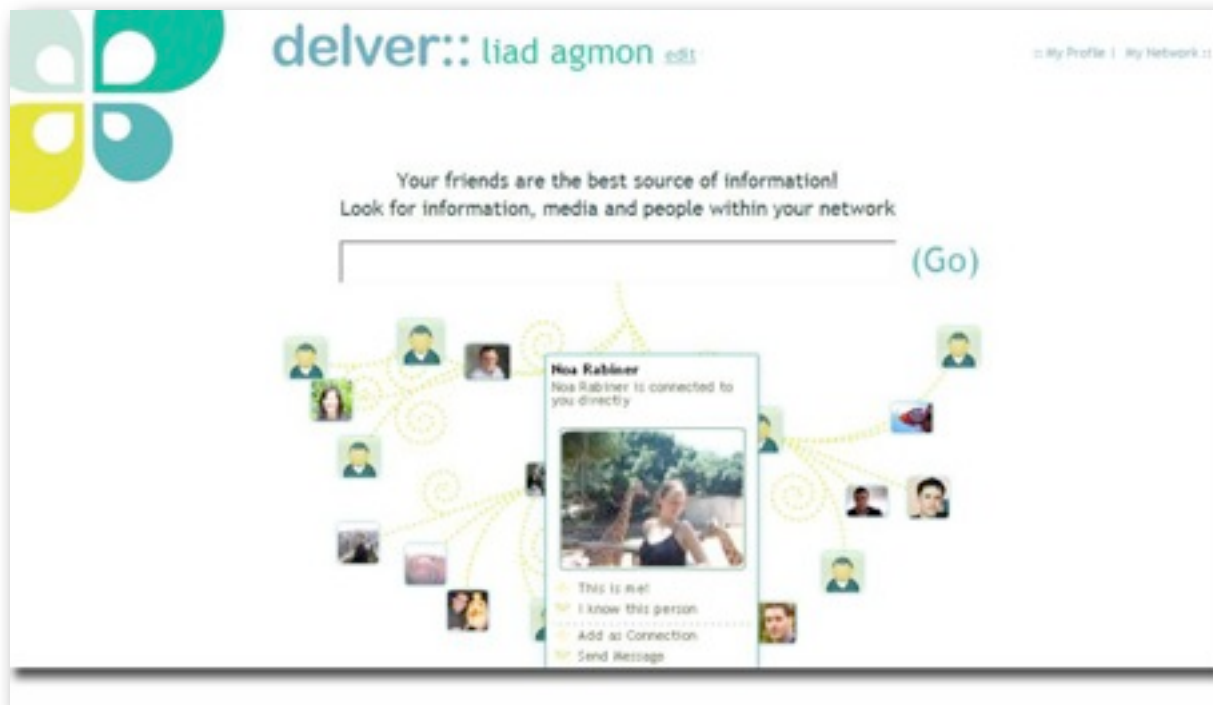 delver:: liad agmon edit
:: My Profile | My Network ::
Your friends are the best source of information!
Look for information, media and people within your network
(Go)
Noa Rabiner
Noa Rabiner is connected to
you directly
This is me!
I know this person
Add as Connection
Send Message